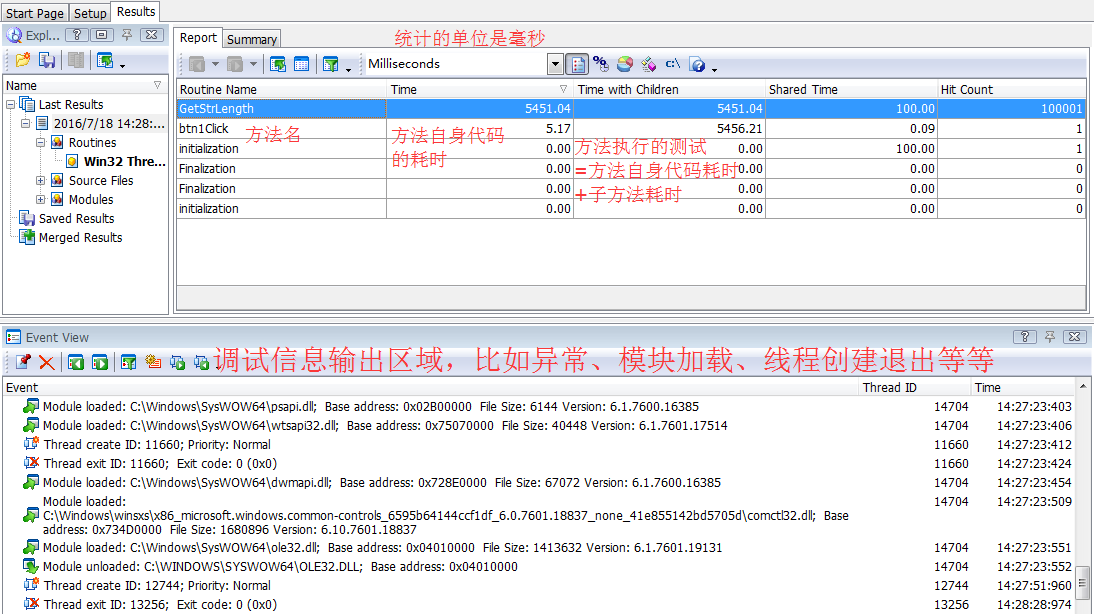 Start Page Setup Results
Expl...
Name
Last Results
2016/7/18 14:28:...
Routines
Win32 Thre...
Source Files
Modules
Saved Results
Merged Results
Report Summary
统计的单位是毫秒
Milliseconds
Routine Name Time Time with Children Shared Time Hit Count
GetStrLength 5451.04 5451.04 100.00 100001
btn1Click 5.17 5456.21 0.09 1
initialization 0.00 0.00 100.00 1
Finalization 0.00 0.00 0.00 0
Finalization 0.00 0.00 0.00 0
initialization 0.00 0.00 0.00 0
方法名
方法自身代码
的耗时
方法执行的测试
=方法自身代码耗时
+子方法耗时
Event View
调试信息输出区域，比如异常、模块加载、线程创建退出等等
Event Thread ID Time
Module loaded: C:\Windows\SysWOW64\psapi.dll; Base address: 0x02B00000 File Size: 6144 Version: 6.1.7600.16385 14704 14:27:23:403
Module loaded: C:\Windows\SysWOW64\wtsapi32.dll; Base address: 0x75070000 File Size: 40448 Version: 6.1.7601.17514 14704 14:27:23:406
Thread create ID: 11660; Priority: Normal 11660 14:27:23:412
Thread exit ID: 11660; Exit code: 0 (0x0) 11660 14:27:23:424
Module loaded: C:\Windows\SysWOW64\dwmapi.dll; Base address: 0x728E0000 File Size: 67072 Version: 6.1.7600.16385 14704 14:27:23:454
Module loaded: 14704 14:27:23:509
C:\Windows\winsxs\x86_microsoft.windows.common-controls_6595b64144ccf1df_6.0.7601.18837_none_41e855142bd5705d\comctl32.dll; Base
address: 0x734D0000 File Size: 1680896 Version: 6.10.7601.18837
Module loaded: C:\Windows\SysWOW64\ole32.dll; Base address: 0x04010000 File Size: 1413632 Version: 6.1.7601.19131 14704 14:27:23:551
Module unloaded: C:\WINDOWS\SYSWOW64\OLE32.DLL; Base address: 0x04010000 14704 14:27:23:552
Thread create ID: 12744; Priority: Normal 12744 14:27:51:960
Thread exit ID: 13256; Exit code: 0 (0x0) 13256 14:28:28:974